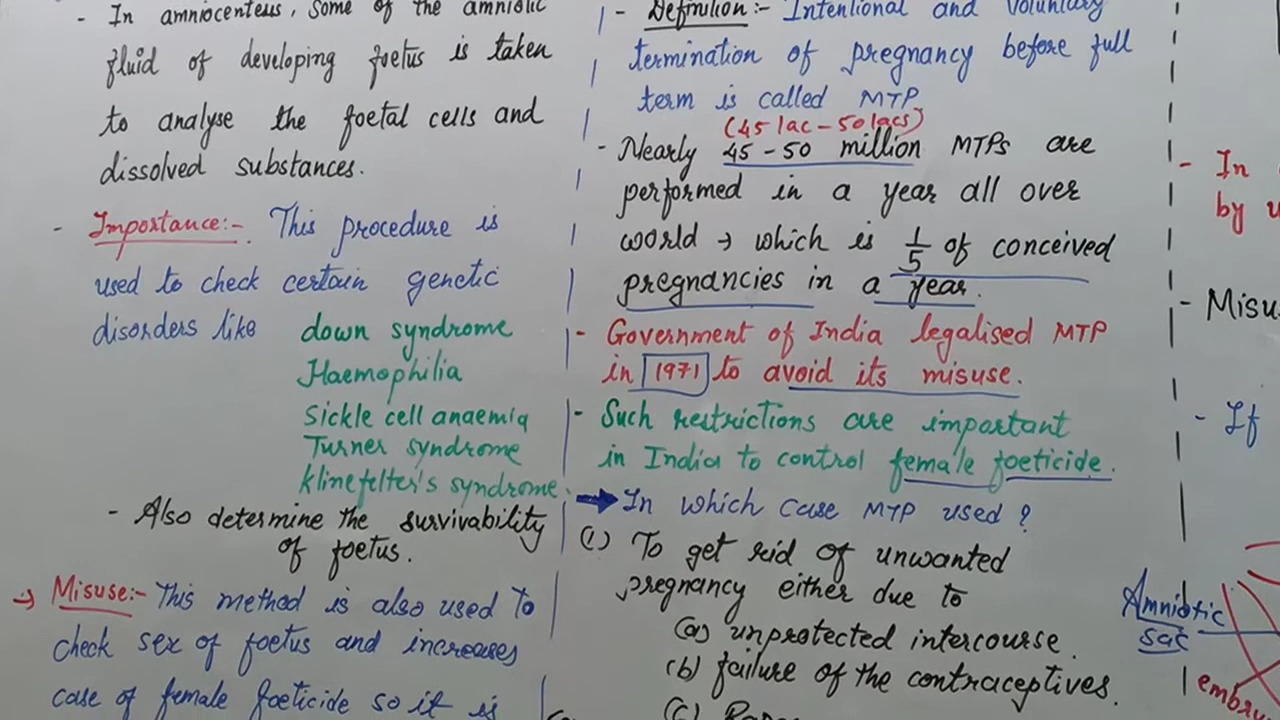 - In amniocentesis, some of the amniotic
fluid of developing foetus is taken
to analyse the foetal cells and
dissolved substances.
- Importance:- This procedure is
used to check certain genetic
disorders like down syndrome
Haemophilia
Sickle cell anaemia
Turner syndrome
Klinefelter's syndrome
- Also determine the survivability
of foetus.
→ Misuse:- This method is also used to
check sex of foetus and increases
case of female foeticide so it is
- Definition:- Intentional and voluntary
termination of pregnancy before full
term is called MTP
(45 lac - 50 lacs)
- Nearly 45-50 million MTPs are
performed in a year all over
world → which is 1/5 of conceived
pregnancies in a year.
- Government of India legalised MTP
in 1971 to avoid its misuse.
- Such restrictions are important
in India to control female foeticide.
➡ In which case MTP used ?
(i) To get rid of unwanted
pregnancy either due to
(a) unprotected intercourse.
(b) failure of the contraceptives.
(c)
- In
by
- Misu
- If
Amniotic
sac
embryo